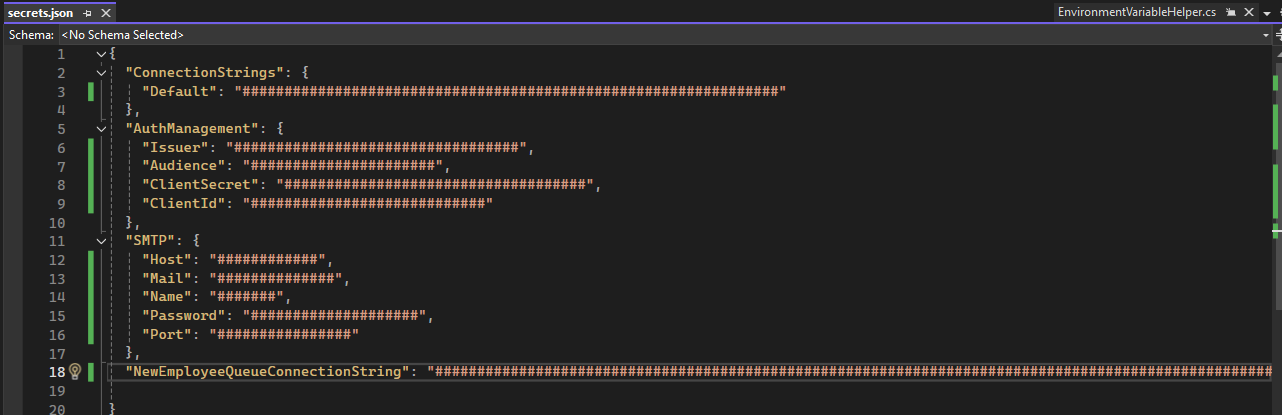 secrets.json
EnvironmentVariableHelper.cs
Schema: <No Schema Selected>
1 {
2 "ConnectionStrings": {
3 "Default": "################################################################"
4 },
5 "AuthManagement": {
6 "Issuer": "##################################",
7 "Audience": "######################",
8 "ClientSecret": "####################################",
9 "ClientId": "############################"
10 },
11 "SMTP": {
12 "Host": "############",
13 "Mail": "##############",
14 "Name": "#######",
15 "Password": "####################",
16 "Port": "################"
17 },
18 "NewEmployeeQueueConnectionString": "####################################################################################################
19
20 }